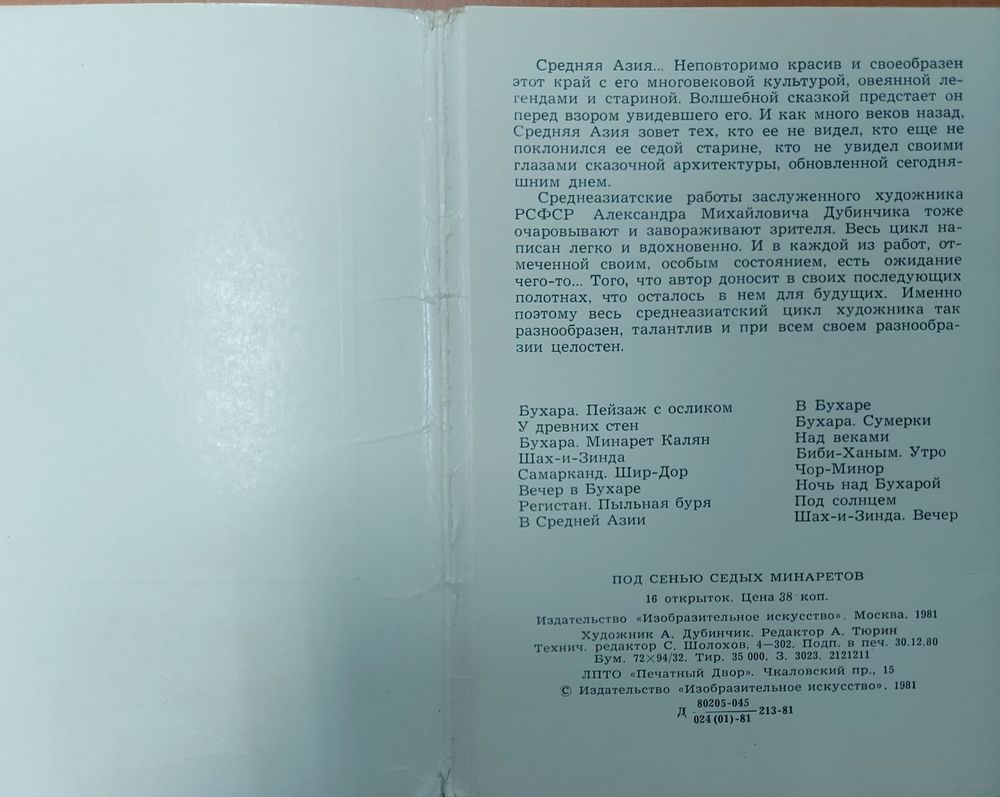 Средняя Азия... Неповторимо красив и своеобразен
этот край с его многовековой культурой, овеянной ле-
гендами и стариной. Волшебной сказкой предстает он
перед взором увидевшего его. И как много веков назад,
Средняя Азия зовет тех, кто ее не видел, кто еще не
поклонился ее седой старине, кто не увидел своими
глазами сказочной архитектуры, обновленной сегодня-
шним днем.
Среднеазиатские работы заслуженного художника
РСФСР Александра Михайловича Дубинчика тоже
очаровывают и завораживают зрителя. Весь цикл на-
писан легко и вдохновенно. И в каждой из работ, от-
меченной своим, особым состоянием, есть ожидание
чего-то... Того, что автор доносит в своих последующих
полотнах, что осталось в нем для будущих. Именно
поэтому весь среднеазиатский цикл художника так
разнообразен, талантлив и при всем своем разнообра-
зии целостен.
Бухара. Пейзаж с осликом
У древних стен
Бухара. Минарет Калян
Шах-и-Зинда
Самарканд. Шир-Дор
Вечер в Бухаре
Регистан. Пыльная буря
В Средней Азии
В Бухаре
Бухара. Сумерки
Над веками
Биби-Ханым. Утро
Чор-Минор
Ночь над Бухарой
Под солнцем
Шах-и-Зинда. Вечер
ПОД СЕНЬЮ СЕДЫХ МИНАРЕТОВ
16 открыток. Цена 38 коп.
Издательство «Изобразительное искусство». Москва. 1981
Художник А. Дубинчик. Редактор А. Тюрин
Технич. редактор С. Шолохов. 4—302. Подп. в печ. 30.12.80
Бум. 72×94/32. Тир. 35 000. З. 3023. 2121211
ЛПТО «Печатный Двор». Чкаловский пр., 15
© Издательство «Изобразительное искусство». 1981
80205-045
Д 213-81
024 (01)-81